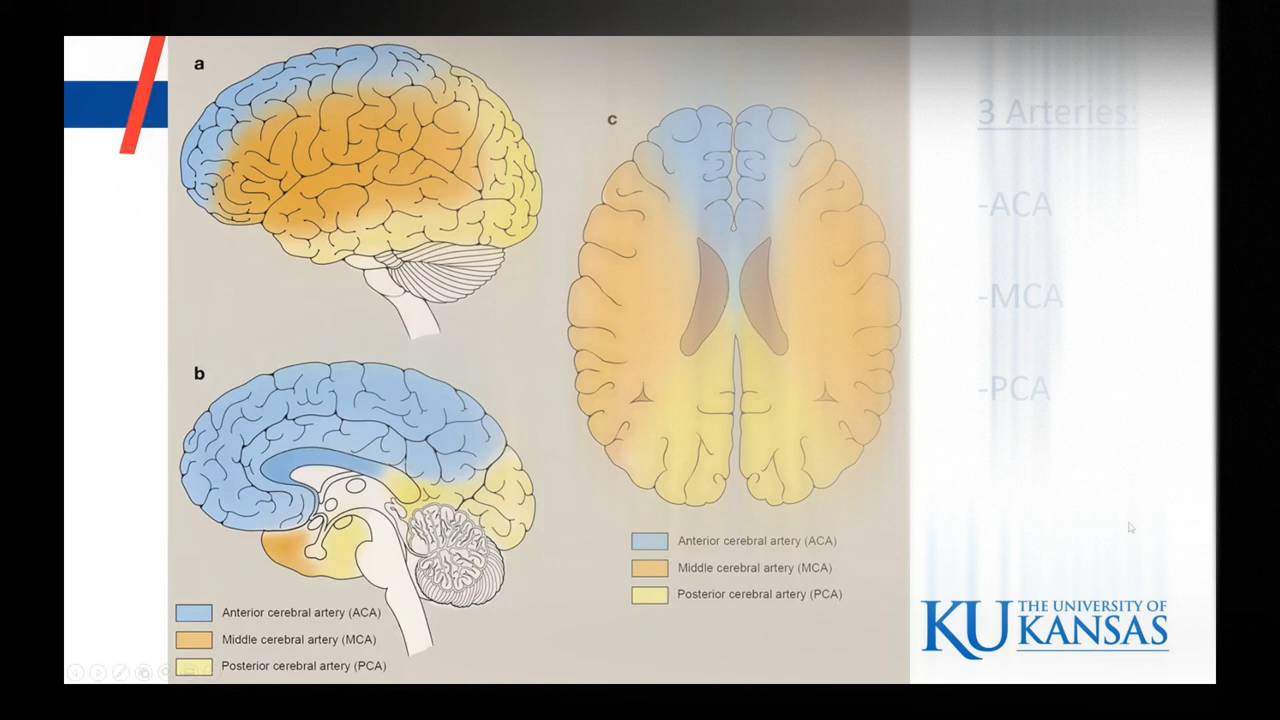 a
b
Anterior cerebral artery (ACA)
Middle cerebral artery (MCA)
Posterior cerebral artery (PCA)
c
Anterior cerebral artery (ACA)
Middle cerebral artery (MCA)
Posterior cerebral artery (PCA)
3 Arteries:
-ACA
-MCA
-PCA
KU THE UNIVERSITY OF
KANSAS